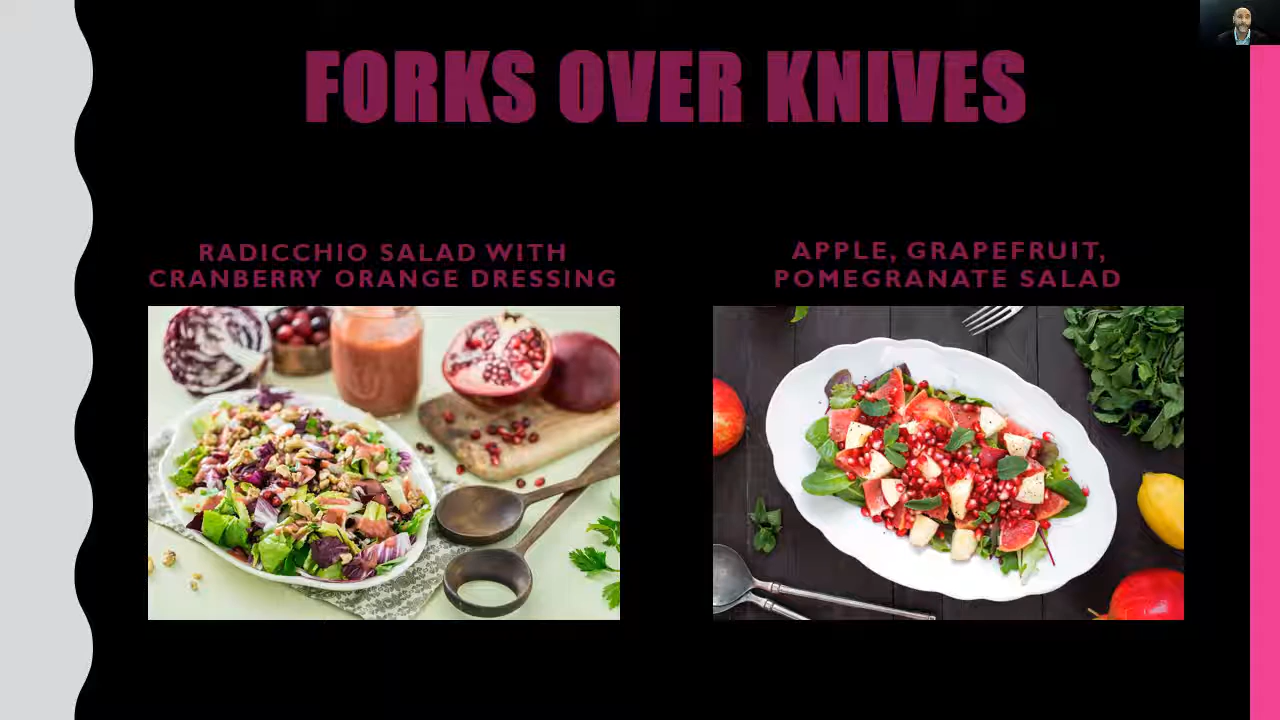 FORKS OVER KNIVES
RADICCHIO SALAD WITH
CRANBERRY ORANGE DRESSING
APPLE, GRAPEFRUIT,
POMEGRANATE SALAD